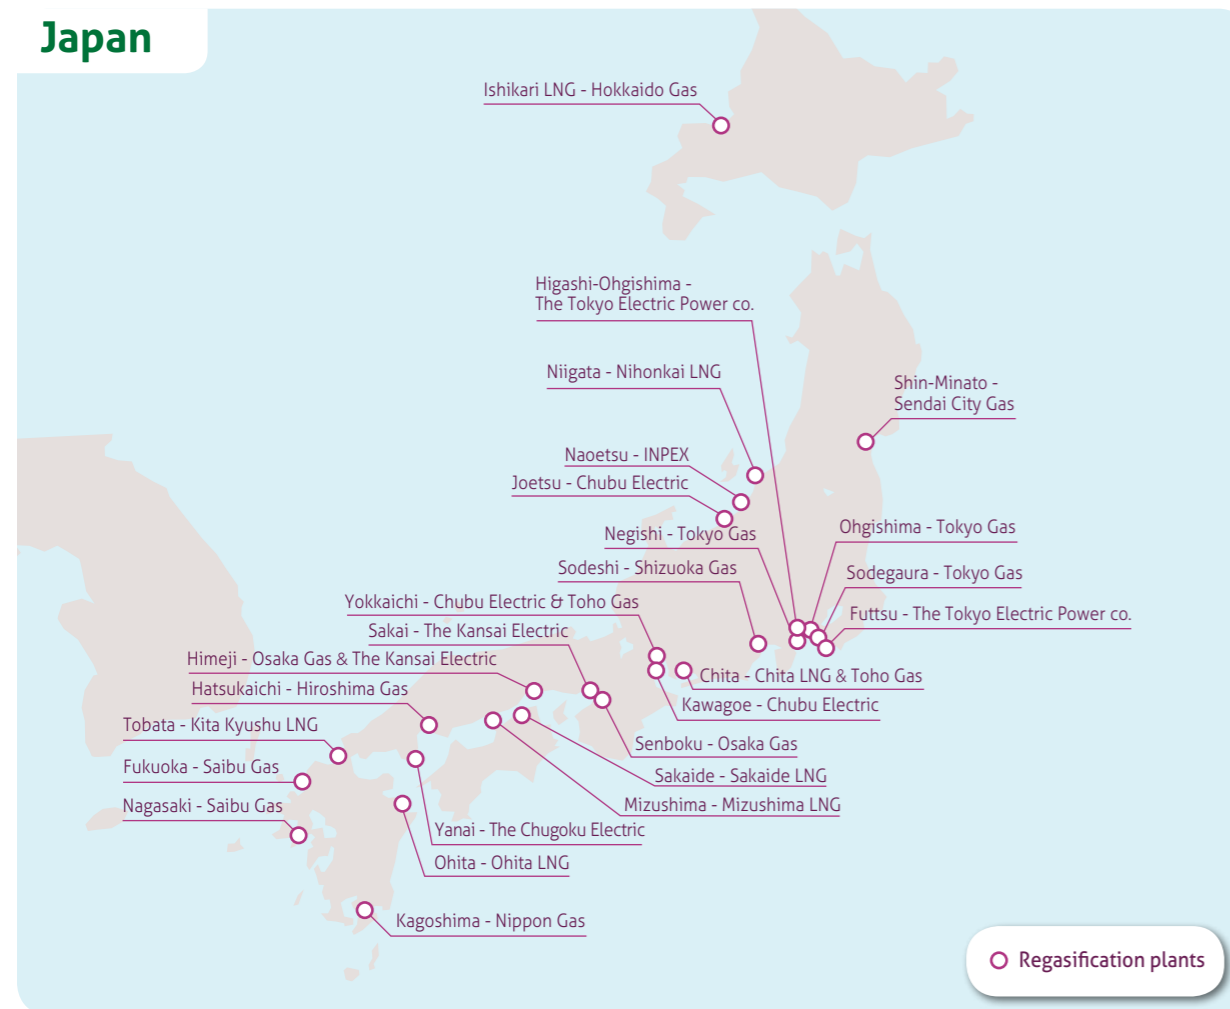 Japan
Ishikari LNG - Hokkaido Gas
Higashi-Ohgishima -
The Tokyo Electric Power co.
Niigata - Nihonkai LNG
Shin-Minato -
Sendai City Gas
Naoetsu - INPEX
Joetsu - Chubu Electric
Negishi - Tokyo Gas
Ohgishima - Tokyo Gas
Sodeshi - Shizuoka Gas
Sodegaura - Tokyo Gas
Yokkaichi - Chubu Electric & Toho Gas
Futtsu - The Tokyo Electric Power co.
Sakai - The Kansai Electric
Himeji - Osaka Gas & The Kansai Electric
Chita - Chita LNG & Toho Gas
Hatsukaichi - Hiroshima Gas
Kawagoe - Chubu Electric
Tobata - Kita Kyushu LNG
Senboku - Osaka Gas
Fukuoka - Saibu Gas
Sakaide - Sakaide LNG
Nagasaki - Saibu Gas
Mizushima - Mizushima LNG
Yanai - The Chugoku Electric
Ohita - Ohita LNG
Kagoshima - Nippon Gas
Regasification plants